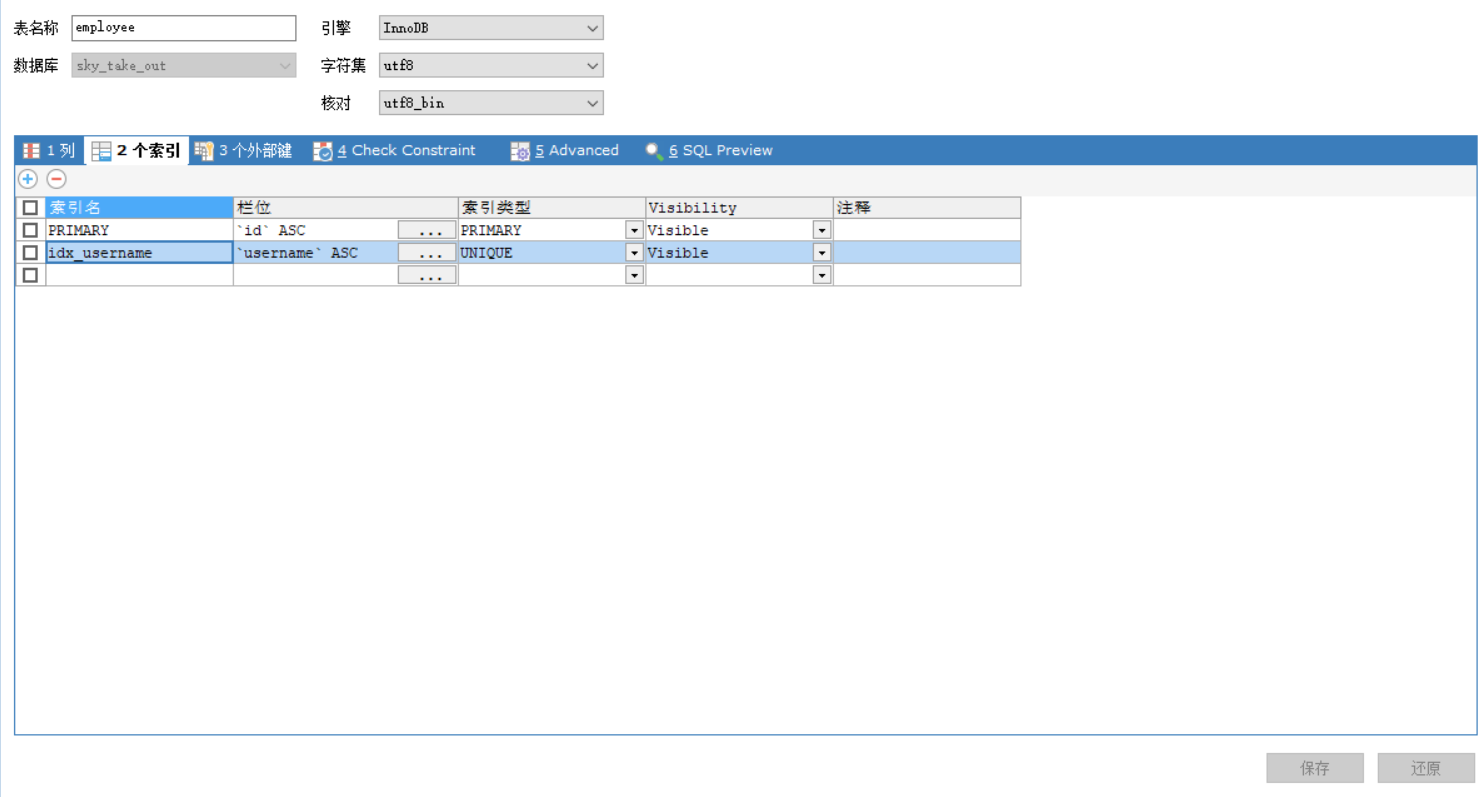 表名称 employee 引擎 InnoDB
数据库 sky_take_out 字符集 utf8
核对 utf8_bin
1 列 2 个索引 3 个外部键 4 Check Constraint 5 Advanced 6 SQL Preview
索引名 栏位 索引类型 Visibility 注释
PRIMARY `id` ASC ... PRIMARY Visible
idx_username `username` ASC ... UNIQUE Visible
...
保存 还原